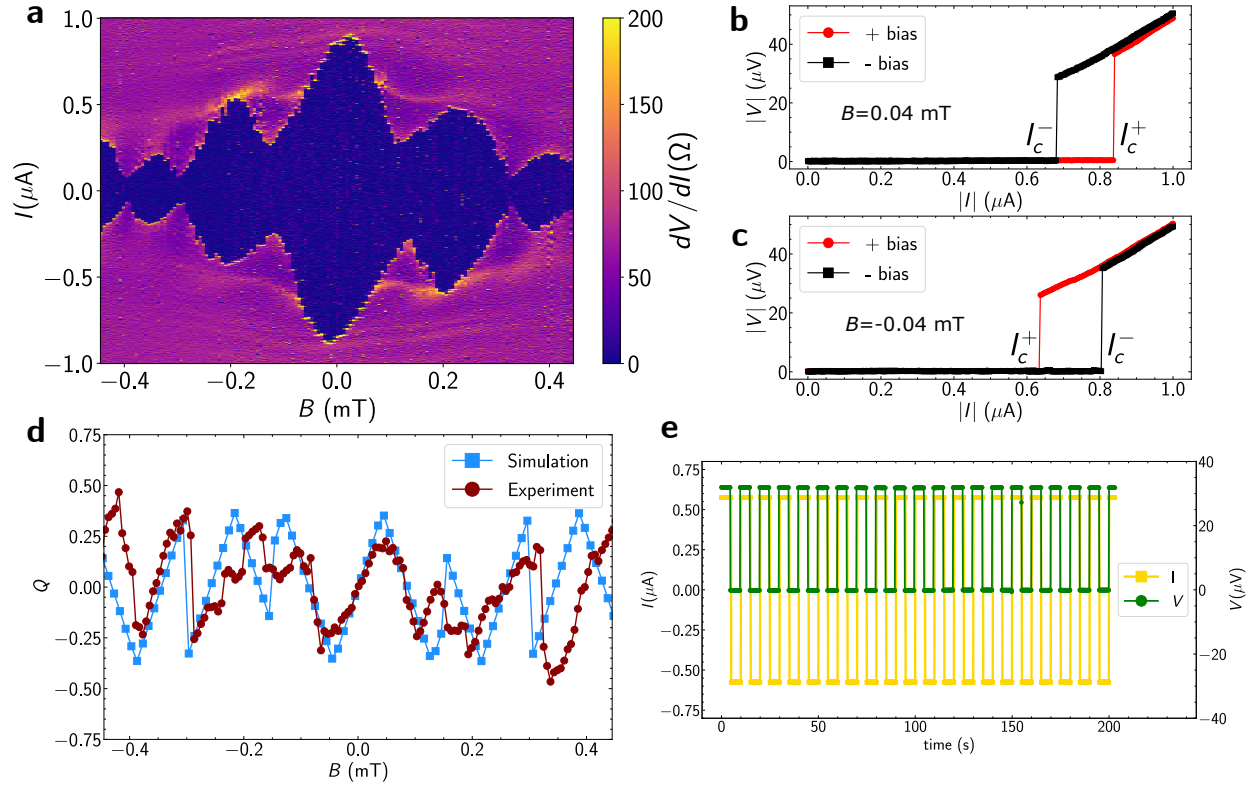 a
1.0
0.5
0.0
−0.5
−1.0
I(μA)
−0.4
−0.2
0.0
0.2
0.4
B (mT)
200
150
100
50
0
dV/dI(Ω)
b
+ bias
- bias
B=0.04 mT
I_c^-
I_c^+
40
20
0
|V| (μV)
0.0
0.2
0.4
0.6
0.8
1.0
|I| (μA)
c
+ bias
- bias
B=-0.04 mT
I_c^+
I_c^-
40
20
0
|V| (μV)
0.0
0.2
0.4
0.6
0.8
1.0
|I| (μA)
d
Simulation
Experiment
0.75
0.50
0.25
0.00
−0.25
−0.50
−0.75
Q
−0.4
−0.2
0.0
0.2
0.4
B (mT)
e
0.75
0.50
0.25
0.00
−0.25
−0.50
−0.75
I(μA)
I
V
40
20
0
−20
−40
V(μV)
0
50
100
150
200
time (s)